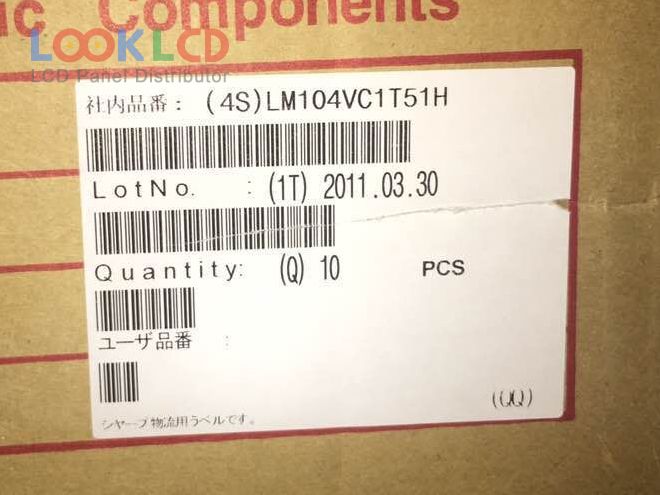 ic Components
LOOKLCD
LCD Panel Distributor
社内品番： (4S)LM104VC1T51H
LotNo. : (1T) 2011.03.30
Quantity: (Q) 10 PCS
ユーザ品番 :
(QQ)
シャープ物流用ラベルです。